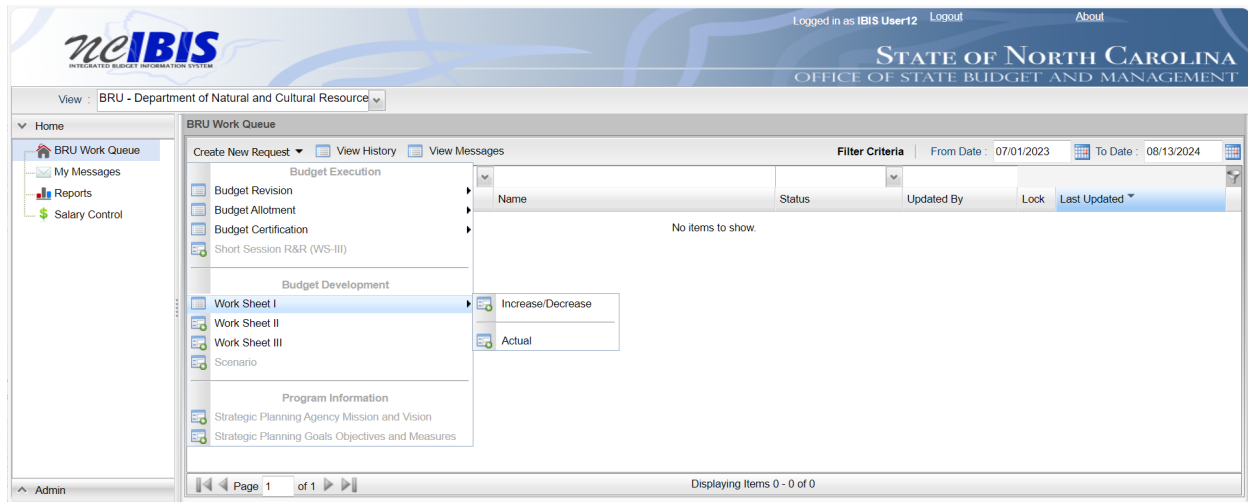 Logged in as IBIS User12 Logout About
ncIBIS
INTEGRATED BUDGET INFORMATION SYSTEM
STATE OF NORTH CAROLINA
OFFICE OF STATE BUDGET AND MANAGEMENT
View : BRU - Department of Natural and Cultural Resource
Home
BRU Work Queue
My Messages
Reports
Salary Control
Admin
BRU Work Queue
Create New Request View History View Messages Filter Criteria From Date : 07/01/2023 To Date : 08/13/2024
Name Status Updated By Lock Last Updated
No items to show.
Budget Execution
Budget Revision
Budget Allotment
Budget Certification
Short Session R&R (WS-III)
Budget Development
Work Sheet I
Work Sheet II
Work Sheet III
Scenario
Program Information
Strategic Planning Agency Mission and Vision
Strategic Planning Goals Objectives and Measures
Increase/Decrease
Actual
Page 1 of 1 Displaying Items 0 - 0 of 0